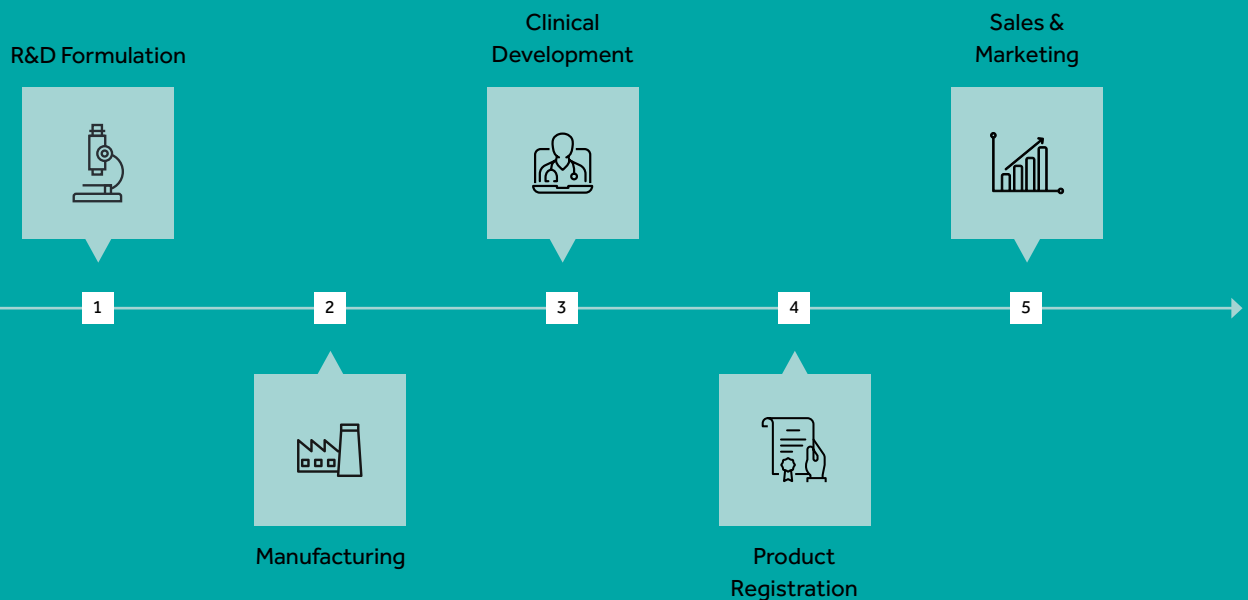 R&D Formulation
Clinical
Development
Sales &
Marketing
1
2
3
4
5
Manufacturing
Product
Registration